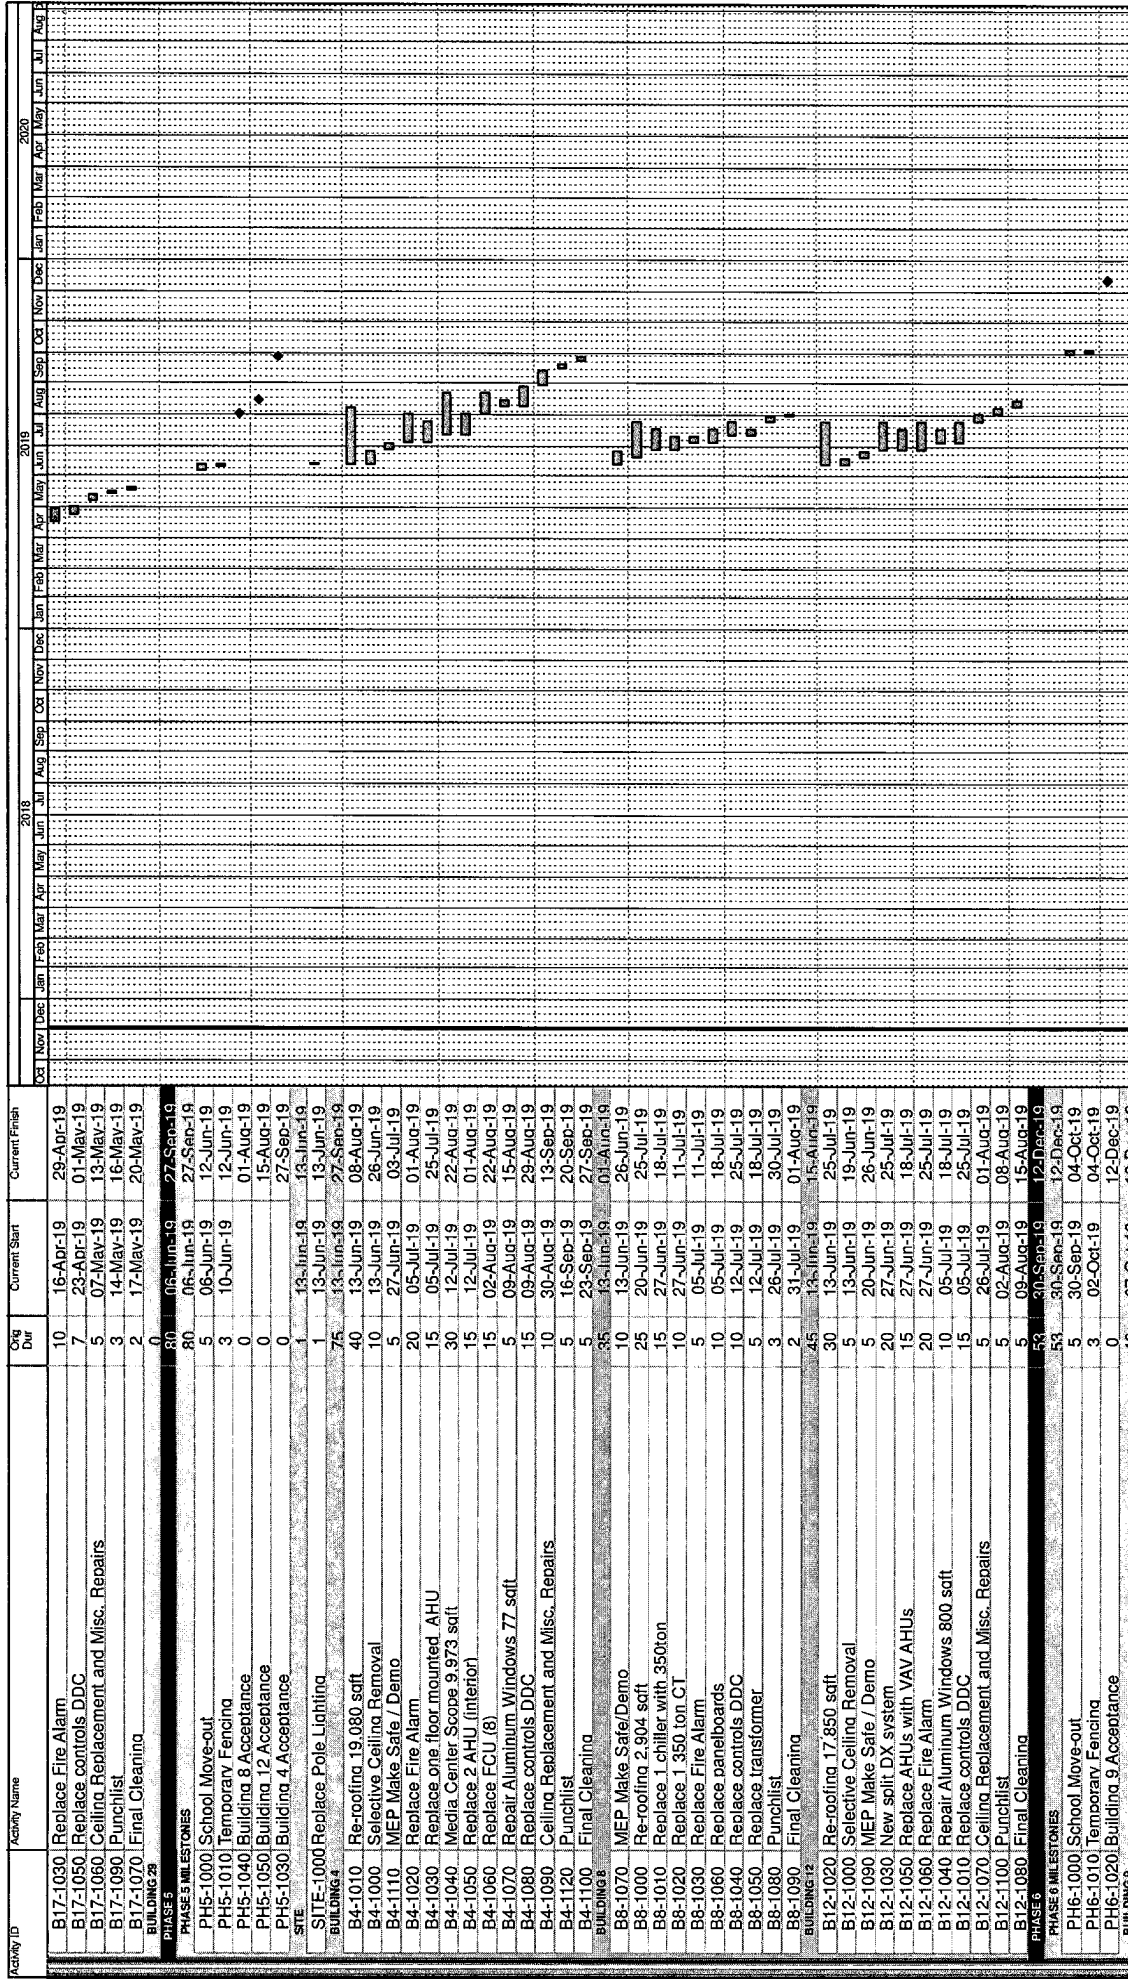 Activity ID Activity Name Orig Dur Current Start Current Finish
2018 2019 2020
Oct Nov Dec Jan Feb Mar Apr May Jun Jul Aug Sep Oct Nov Dec Jan Feb Mar Apr May Jun Jul Aug Sep Oct Nov Dec Jan Feb Mar Apr May Jun Jul Aug
B17-1030 Replace Fire Alarm 10 16-Apr-19 29-Apr-19
B17-1050 Replace controls DDC 7 23-Apr-19 01-May-19
B17-1060 Ceiling Replacement and Misc. Repairs 5 07-May-19 13-May-19
B17-1090 Punchlist 3 14-May-19 16-May-19
B17-1070 Final Cleaning 2 17-May-19 20-May-19
BUILDING 29 0
PHASE 5 80 06-Jun-19 27-Sep-19
PHASE 5 MILESTONES 80 06-Jun-19 27-Sep-19
PH5-1000 School Move-out 5 06-Jun-19 12-Jun-19
PH5-1010 Temporary Fencing 3 10-Jun-19 12-Jun-19
PH5-1040 Building 8 Acceptance 0 01-Aug-19
PH5-1050 Building 12 Acceptance 0 15-Aug-19
PH5-1030 Building 4 Acceptance 0 27-Sep-19
SITE 1 13-Jun-19 13-Jun-19
SITE-1000 Replace Pole Lighting 1 13-Jun-19 13-Jun-19
BUILDING 4 75 13-Jun-19 27-Sep-19
B4-1010 Re-roofing 19,080 sqft 40 13-Jun-19 08-Aug-19
B4-1000 Selective Ceiling Removal 10 13-Jun-19 26-Jun-19
B4-1110 MEP Make Safe / Demo 5 27-Jun-19 03-Jul-19
B4-1020 Replace Fire Alarm 20 05-Jul-19 01-Aug-19
B4-1030 Replace one floor mounted AHU 15 05-Jul-19 25-Jul-19
B4-1040 Media Center Scope 9,973 sqft 30 12-Jul-19 22-Aug-19
B4-1050 Replace 2 AHU (interior) 15 12-Jul-19 01-Aug-19
B4-1060 Replace FCU (8) 15 02-Aug-19 22-Aug-19
B4-1070 Repair Aluminum Windows 77 sqft 5 09-Aug-19 15-Aug-19
B4-1080 Replace controls DDC 15 09-Aug-19 29-Aug-19
B4-1090 Ceiling Replacement and Misc. Repairs 10 30-Aug-19 13-Sep-19
B4-1120 Punchlist 5 16-Sep-19 20-Sep-19
B4-1100 Final Cleaning 5 23-Sep-19 27-Sep-19
BUILDING 8 35 13-Jun-19 01-Aug-19
B8-1070 MEP Make Safe/Demo 10 13-Jun-19 26-Jun-19
B8-1000 Re-roofing 2,904 sqft 25 20-Jun-19 25-Jul-19
B8-1010 Replace 1 chiller with 350ton 15 27-Jun-19 18-Jul-19
B8-1020 Replace 1 350 ton CT 10 27-Jun-19 11-Jul-19
B8-1030 Replace Fire Alarm 5 05-Jul-19 11-Jul-19
B8-1060 Replace panelboards 10 05-Jul-19 18-Jul-19
B8-1040 Replace controls DDC 10 12-Jul-19 25-Jul-19
B8-1050 Replace transformer 5 12-Jul-19 18-Jul-19
B8-1080 Punchlist 3 26-Jul-19 30-Jul-19
B8-1090 Final Cleaning 2 31-Jul-19 01-Aug-19
BUILDING 12 45 13-Jun-19 15-Aug-19
B12-1020 Re-roofing 17,850 sqft 30 13-Jun-19 25-Jul-19
B12-1000 Selective Ceiling Removal 5 13-Jun-19 19-Jun-19
B12-1090 MEP Make Safe / Demo 5 20-Jun-19 26-Jun-19
B12-1030 New split DX system 20 27-Jun-19 25-Jul-19
B12-1050 Replace AHUs with VAV AHUs 15 27-Jun-19 18-Jul-19
B12-1060 Replace Fire Alarm 20 27-Jun-19 25-Jul-19
B12-1040 Repair Aluminum Windows 800 sqft 10 05-Jul-19 18-Jul-19
B12-1010 Replace controls DDC 15 05-Jul-19 25-Jul-19
B12-1070 Ceiling Replacement and Misc. Repairs 5 26-Jul-19 01-Aug-19
B12-1100 Punchlist 5 02-Aug-19 08-Aug-19
B12-1080 Final Cleaning 5 09-Aug-19 15-Aug-19
PHASE 6 53 30-Sep-19 12-Dec-19
PHASE 6 MILESTONES 53 30-Sep-19 12-Dec-19
PH6-1000 School Move-out 5 30-Sep-19 04-Oct-19
PH6-1010 Temporary Fencing 3 02-Oct-19 04-Oct-19
PH6-1020 Building 9 Acceptance 0 12-Dec-19